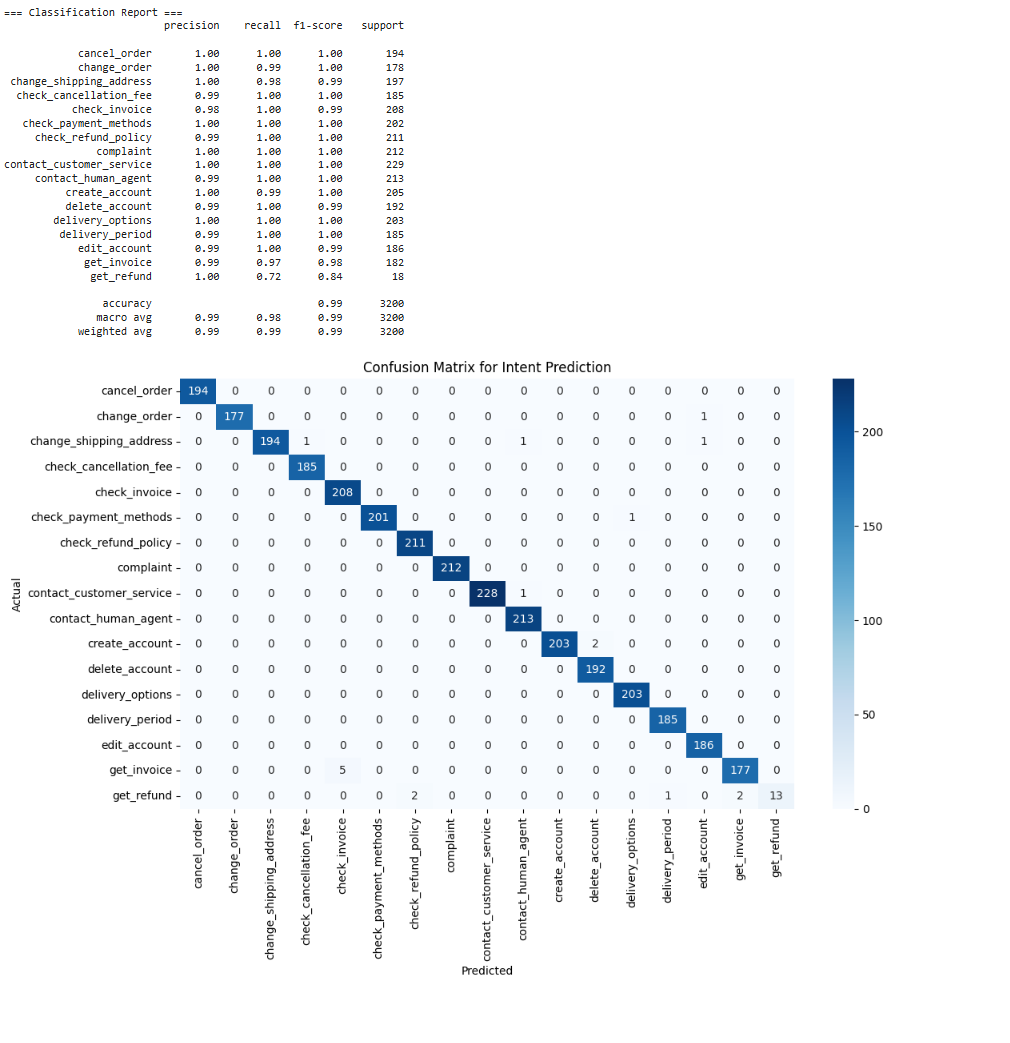 === Classification Report ===
precision recall f1-score support
cancel_order 1.00 1.00 1.00 194
change_order 1.00 0.99 1.00 178
change_shipping_address 1.00 0.98 0.99 197
check_cancellation_fee 0.99 1.00 1.00 185
check_invoice 0.98 1.00 0.99 208
check_payment_methods 1.00 1.00 1.00 202
check_refund_policy 0.99 1.00 1.00 211
complaint 1.00 1.00 1.00 212
contact_customer_service 1.00 1.00 1.00 229
contact_human_agent 0.99 1.00 1.00 213
create_account 1.00 0.99 1.00 205
delete_account 0.99 1.00 0.99 192
delivery_options 1.00 1.00 1.00 203
delivery_period 0.99 1.00 1.00 185
edit_account 0.99 1.00 0.99 186
get_invoice 0.99 0.97 0.98 182
get_refund 1.00 0.72 0.84 18
accuracy 0.99 3200
macro avg 0.99 0.98 0.99 3200
weighted avg 0.99 0.99 0.99 3200
Confusion Matrix for Intent Prediction
cancel_order 194 0 0 0 0 0 0 0 0 0 0 0 0 0 0 0 0
change_order 0 177 0 0 0 0 0 0 0 0 0 0 0 0 1 0 0
change_shipping_address 0 0 194 1 0 0 0 0 0 1 0 0 0 0 1 0 0
check_cancellation_fee 0 0 0 185 0 0 0 0 0 0 0 0 0 0 0 0 0
check_invoice 0 0 0 0 208 0 0 0 0 0 0 0 0 0 0 0 0
check_payment_methods 0 0 0 0 0 201 0 0 0 0 0 0 1 0 0 0 0
check_refund_policy 0 0 0 0 0 0 211 0 0 0 0 0 0 0 0 0 0
complaint 0 0 0 0 0 0 0 212 0 0 0 0 0 0 0 0 0
contact_customer_service 0 0 0 0 0 0 0 0 228 1 0 0 0 0 0 0 0
contact_human_agent 0 0 0 0 0 0 0 0 0 213 0 0 0 0 0 0 0
create_account 0 0 0 0 0 0 0 0 0 0 203 2 0 0 0 0 0
delete_account 0 0 0 0 0 0 0 0 0 0 0 192 0 0 0 0 0
delivery_options 0 0 0 0 0 0 0 0 0 0 0 0 203 0 0 0 0
delivery_period 0 0 0 0 0 0 0 0 0 0 0 0 0 185 0 0 0
edit_account 0 0 0 0 0 0 0 0 0 0 0 0 0 0 186 0 0
get_invoice 0 0 0 0 5 0 0 0 0 0 0 0 0 0 0 177 0
get_refund 0 0 0 0 0 0 2 0 0 0 0 0 0 1 0 2 13
Actual
cancel_order
change_order
change_shipping_address
check_cancellation_fee
check_invoice
check_payment_methods
check_refund_policy
complaint
contact_customer_service
contact_human_agent
create_account
delete_account
delivery_options
delivery_period
edit_account
get_invoice
get_refund
Predicted
200
150
100
50
0